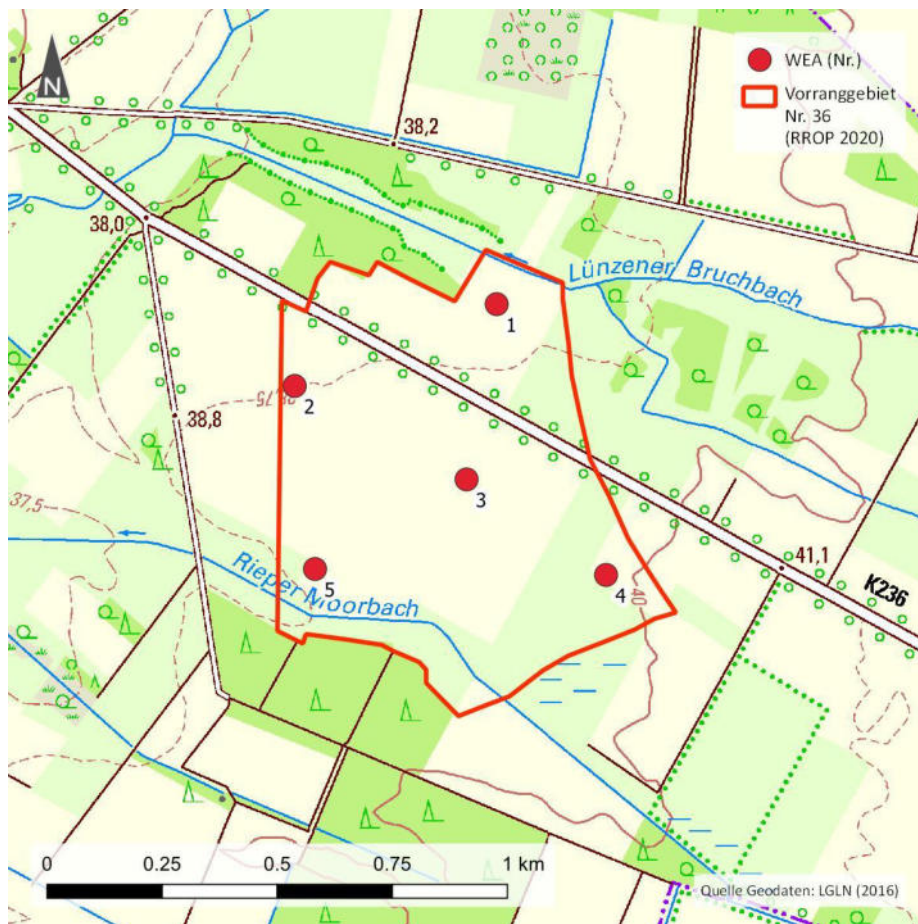 N
WEA (Nr.)
Vorranggebiet
Nr. 36
(RROP 2020)
38,2
38,0
Lünzener Bruchbach
1
2
38,75
38,8
3
37,5
Rieper Moorbach
5
4
40
41,1
K236
0 0.25 0.5 0.75 1 km
Quelle Geodaten: LGLN (2016)